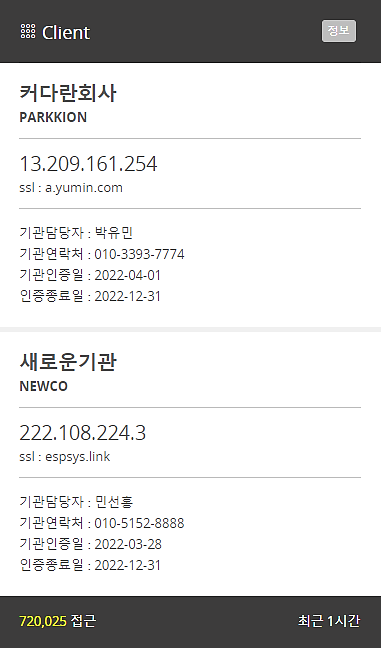 Client
정보
커다란회사
PARKKION
13.209.161.254
ssl : a.yumin.com
기관담당자 : 박유민
기관연락처 : 010-3393-7774
기관인증일 : 2022-04-01
인증종료일 : 2022-12-31
새로운기관
NEWCO
222.108.224.3
ssl : espsys.link
기관담당자 : 민선홍
기관연락처 : 010-5152-8888
기관인증일 : 2022-03-28
인증종료일 : 2022-12-31
720,025 접근
최근 1시간